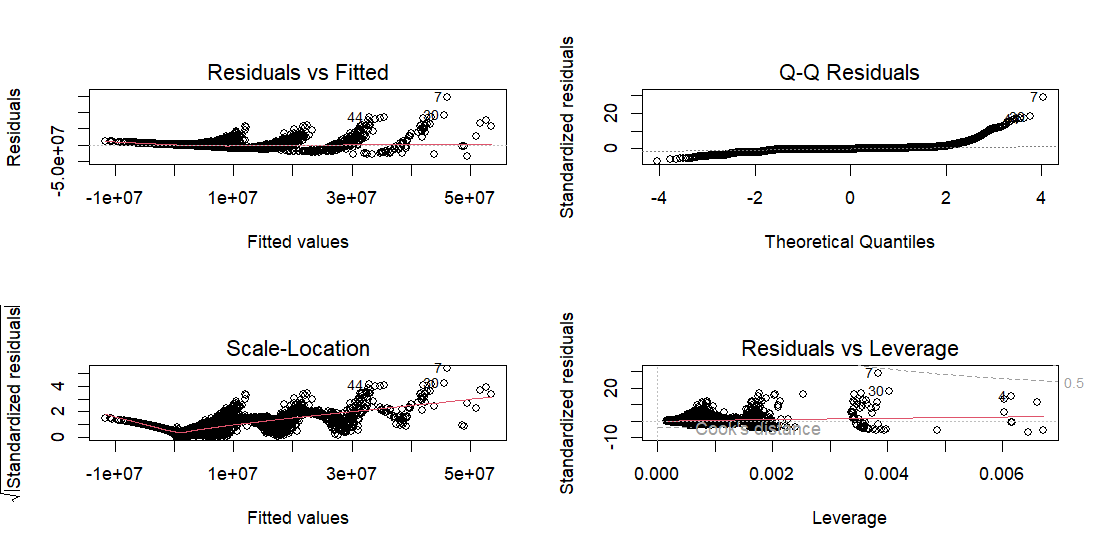 Residuals vs Fitted
Residuals
-5.0e+07
7
44
30
-1e+07 1e+07 3e+07 5e+07
Fitted values
Q-Q Residuals
Standardized residuals
0 20
7
-4 -2 0 2 4
Theoretical Quantiles
Scale-Location
√|Standardized residuals|
0 2 4
7
44
30
-1e+07 1e+07 3e+07 5e+07
Fitted values
Residuals vs Leverage
Standardized residuals
-10 20
7
30
0.5
Cook's distance
0.000 0.002 0.004 0.006
Leverage